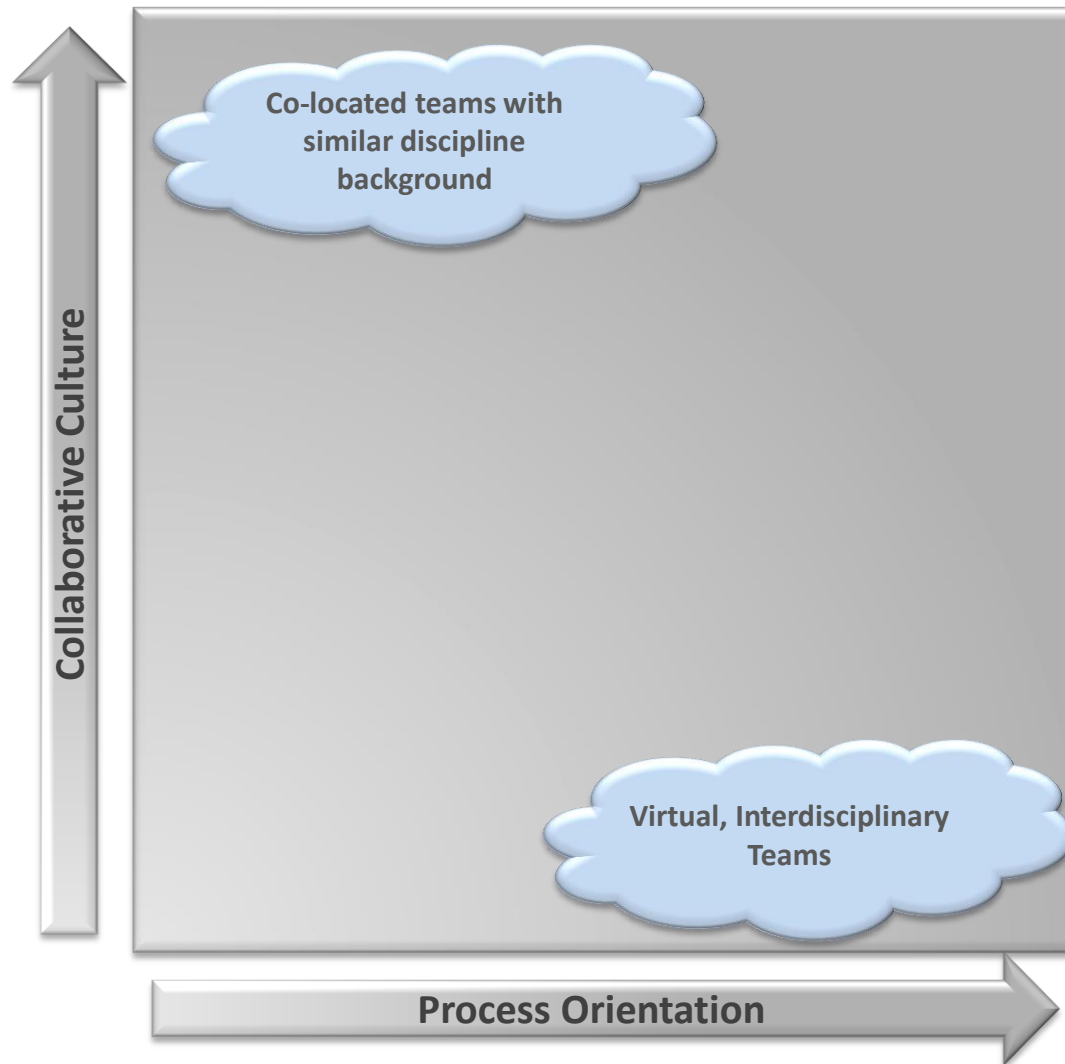 Co-located teams with
similar discipline
background
Collaborative Culture
Virtual, Interdisciplinary
Teams
Process Orientation